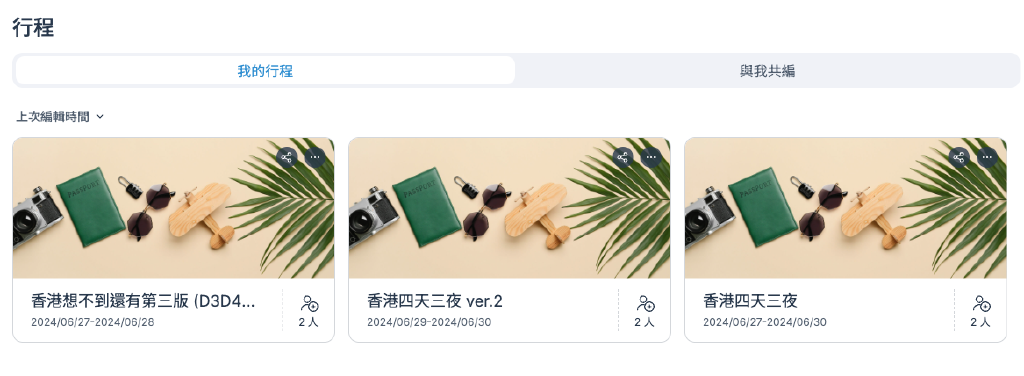 行程
我的行程
與我共編
上次編輯時間
PASSPORT
PASSPORT
PASSPORT
香港想不到還有第三版 (D3D4...
2024/06/27-2024/06/28
2 人
香港四天三夜 ver.2
2024/06/29-2024/06/30
2 人
香港四天三夜
2024/06/27-2024/06/30
2 人